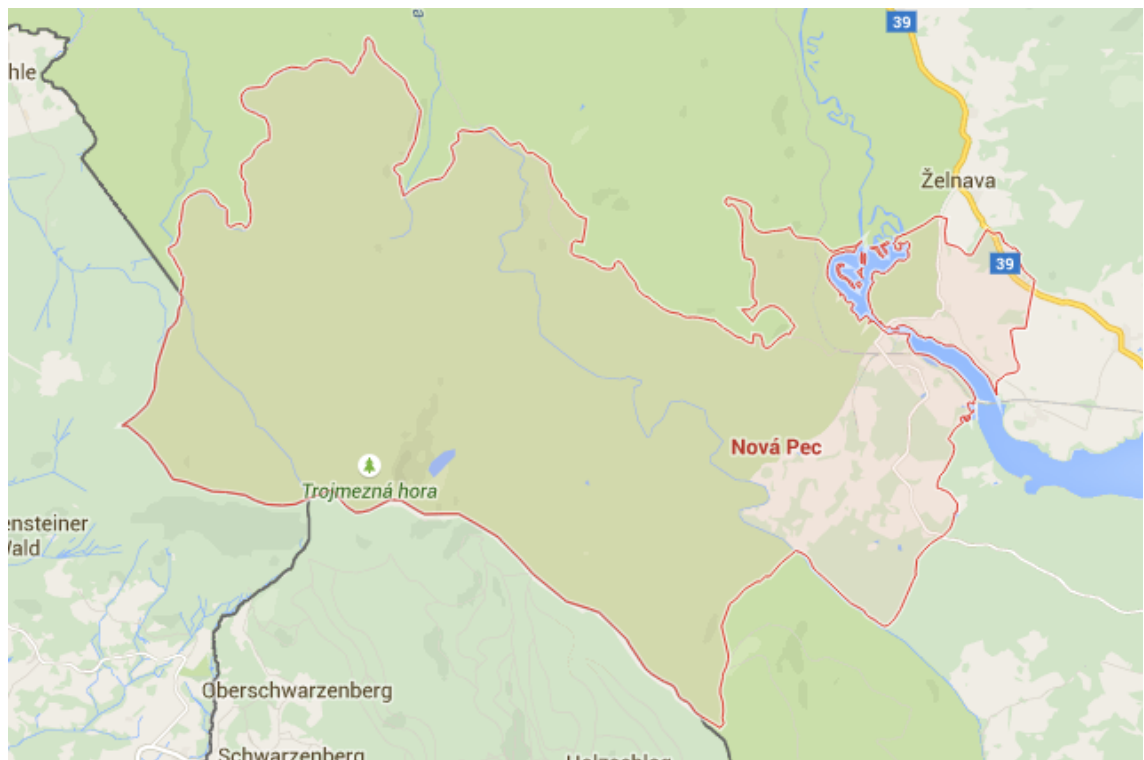 a
39
hle
Želnava
39
Nová Pec
Trojmezná hora
ensteiner
Wald
Oberschwarzenberg
Schwarzenberg